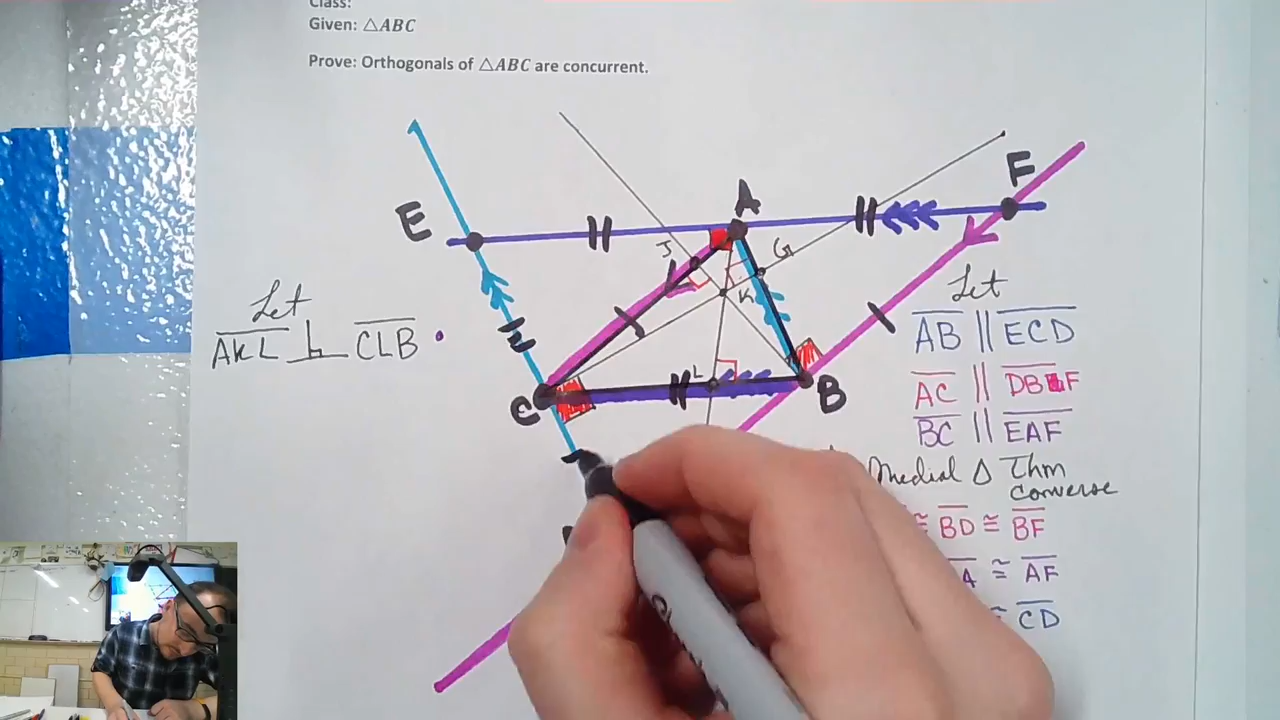 Class:
Given: △ABC
Prove: Orthogonals of △ABC are concurrent.
E
A
F
J
G
K
L
C
B
Let
AKL ⊥ CLB
Let
AB || ECD
AC || DBF
BC || EAF
Medial △ Thm
converse
≅ BD ≅ BF
A ≅ AF
≅ CD